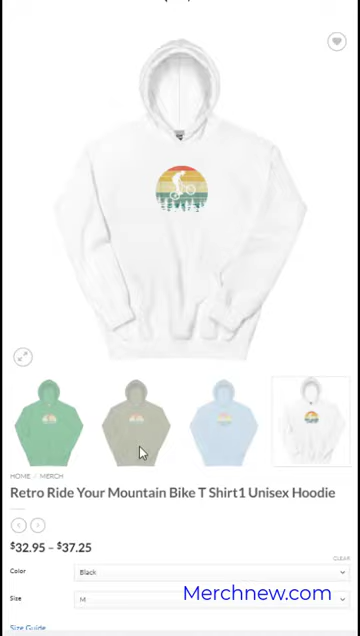 HOME / MERCH
Retro Ride Your Mountain Bike T Shirt1 Unisex Hoodie
$32.95 – $37.25
CLEAR
Color
Black
Size
M
Merchnew.com
Size Guide